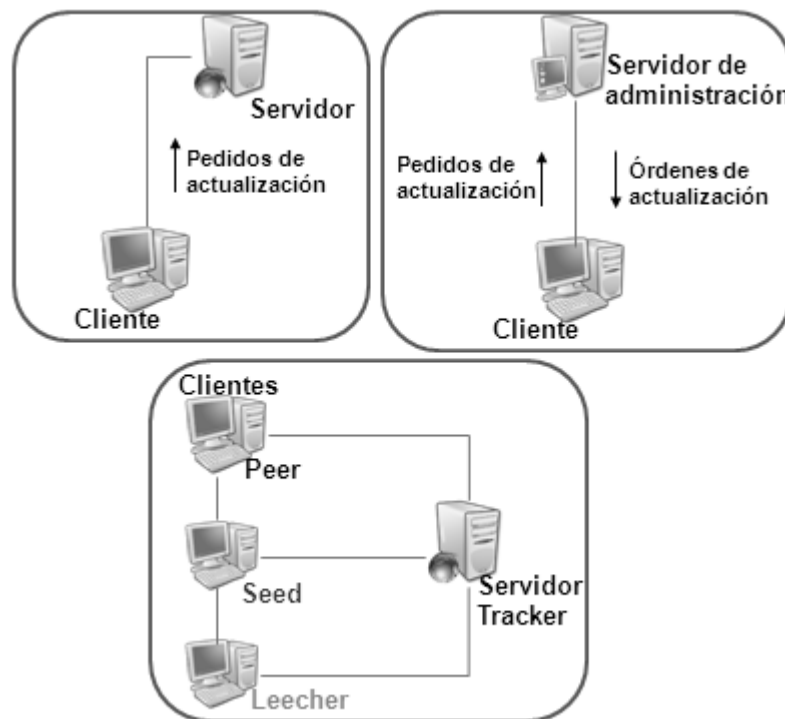 Servidor
Pedidos de
actualización
Cliente
Servidor de
administración
Pedidos de
actualización
Órdenes de
actualización
Cliente
Clientes
Peer
Seed
Servidor
Tracker
Leecher